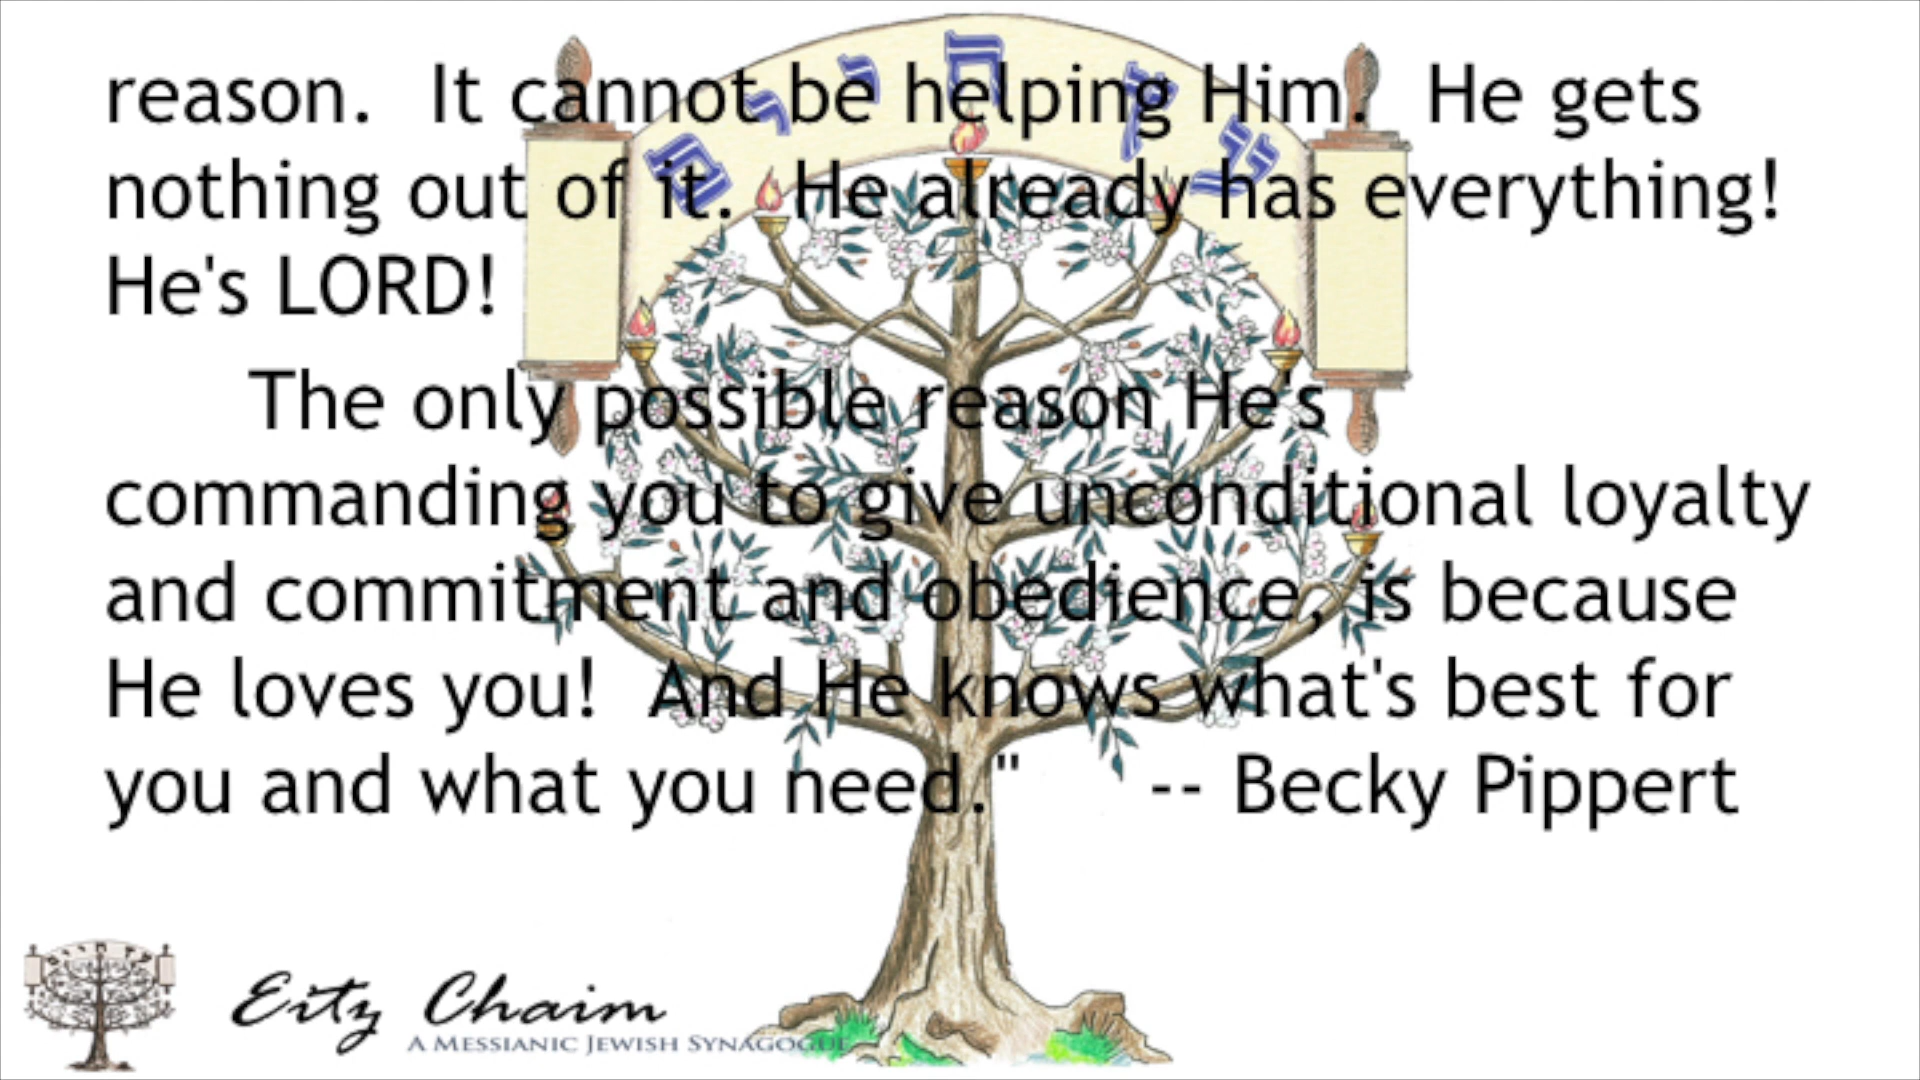 עץ חיים
reason.  It cannot be helping Him.  He gets
nothing out of it.  He already has everything!
He's LORD!
The only possible reason He's
commanding you to give unconditional loyalty
and commitment and obedience, is because
He loves you!  And He knows what's best for
you and what you need."    -- Becky Pippert
Eitz Chaim
A Messianic Jewish Synagogue